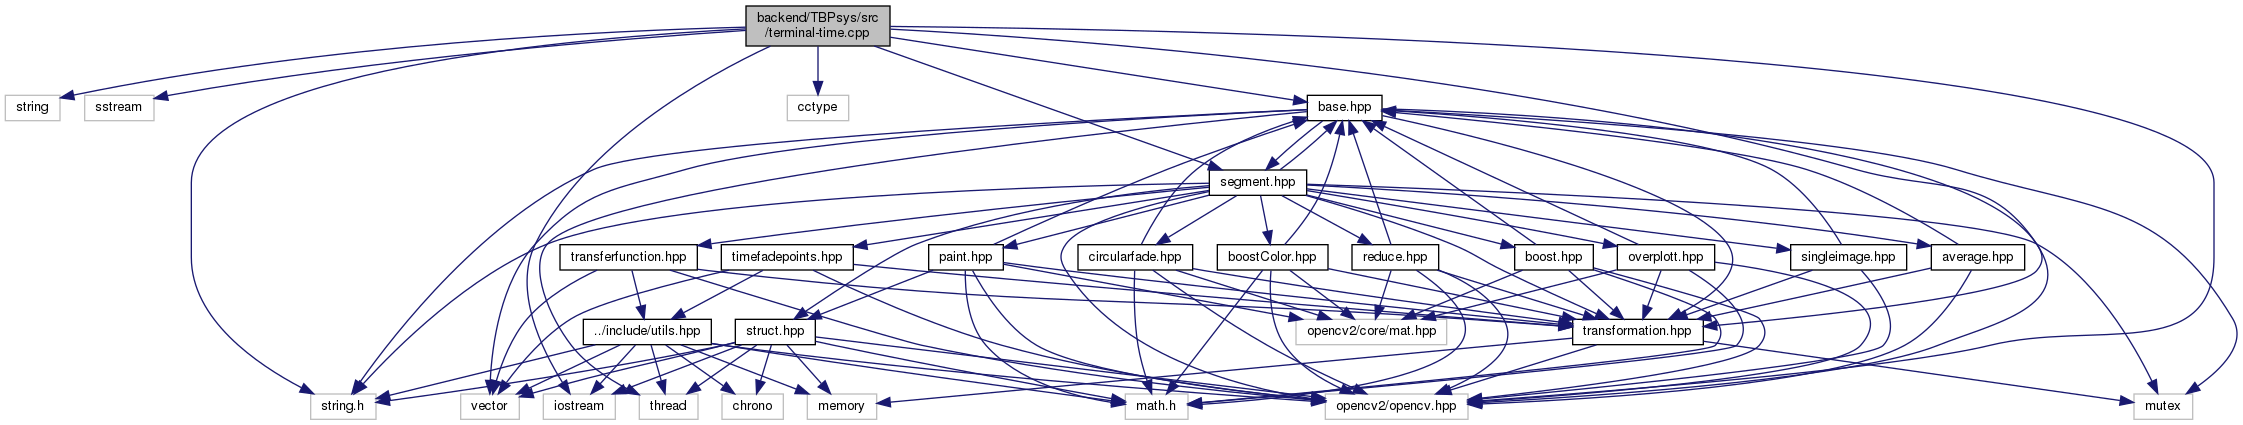 backend/TBPsys/src
/terminal-time.cpp
string
sstream
cctype
base.hpp
segment.hpp
transferfunction.hpp
timefadepoints.hpp
paint.hpp
circularfade.hpp
boostColor.hpp
reduce.hpp
boost.hpp
overplott.hpp
singleimage.hpp
average.hpp
../include/utils.hpp
struct.hpp
opencv2/core/mat.hpp
transformation.hpp
string.h
vector
iostream
thread
chrono
memory
math.h
opencv2/opencv.hpp
mutex